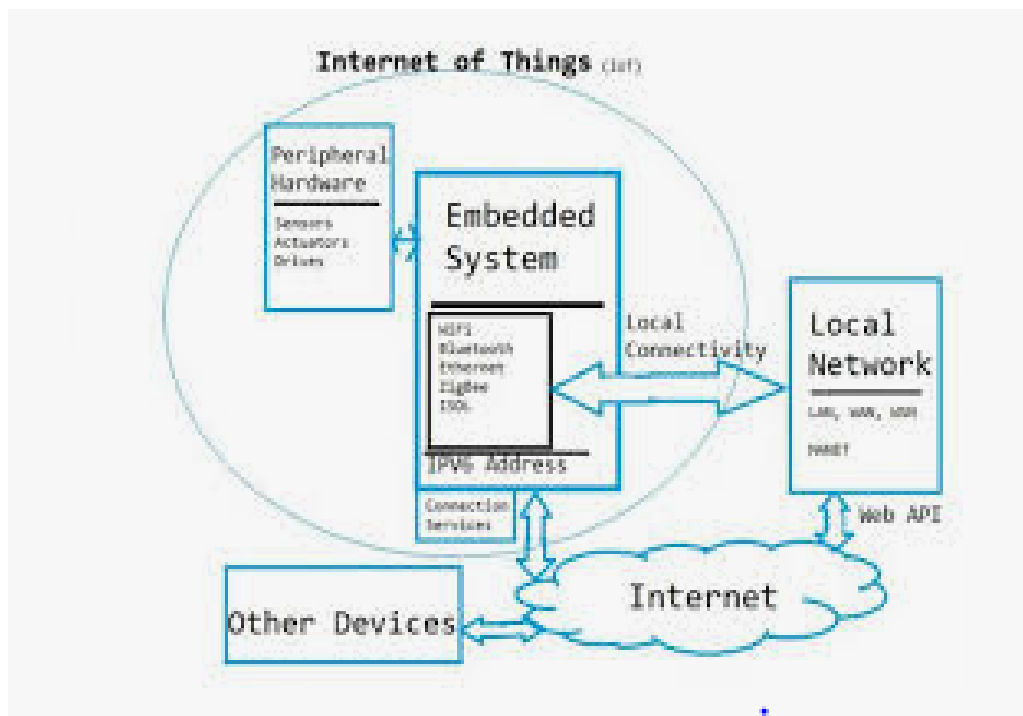 Internet of Things (IoT)
Peripheral
Hardware
Sensors
Actuators
Drives
Embedded
System
WiFi
Bluetooth
Ethernet
ZigBee
IPV6 Address
Connection
Services
Local
Connectivity
Local
Network
LAN, WAN,
MANET
Web API
Internet
Other Devices